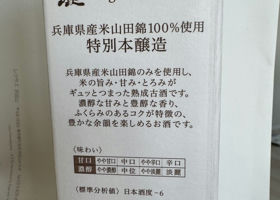 兵庫県産米山田錦100%使用
特別本醸造
兵庫県産米山田錦のみを使用し、
米の旨み・甘み・とろみが
ギュッとつまった熟成古酒です。
濃醇な甘みと豊醇な香り、
ふくらみのあるコクが特徴の、
豊かな余韻を楽しめるお酒です。
〈味わい〉
甘口 やや甘口 中口 やや辛口 辛口
濃醇 やや濃醇 中位 やや淡麗 淡麗
〈標準分析値〉日本酒度-6